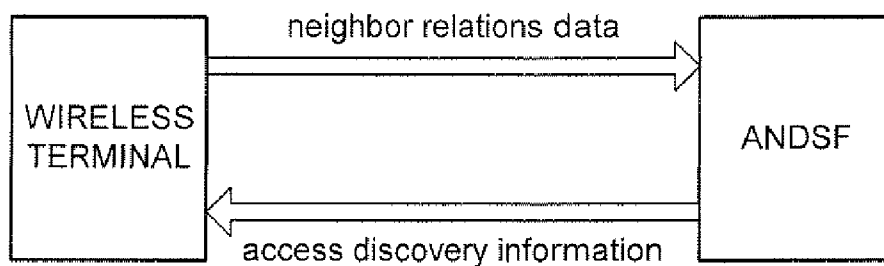 neighbor relations data
WIRELESS
TERMINAL
ANDSF
access discovery information